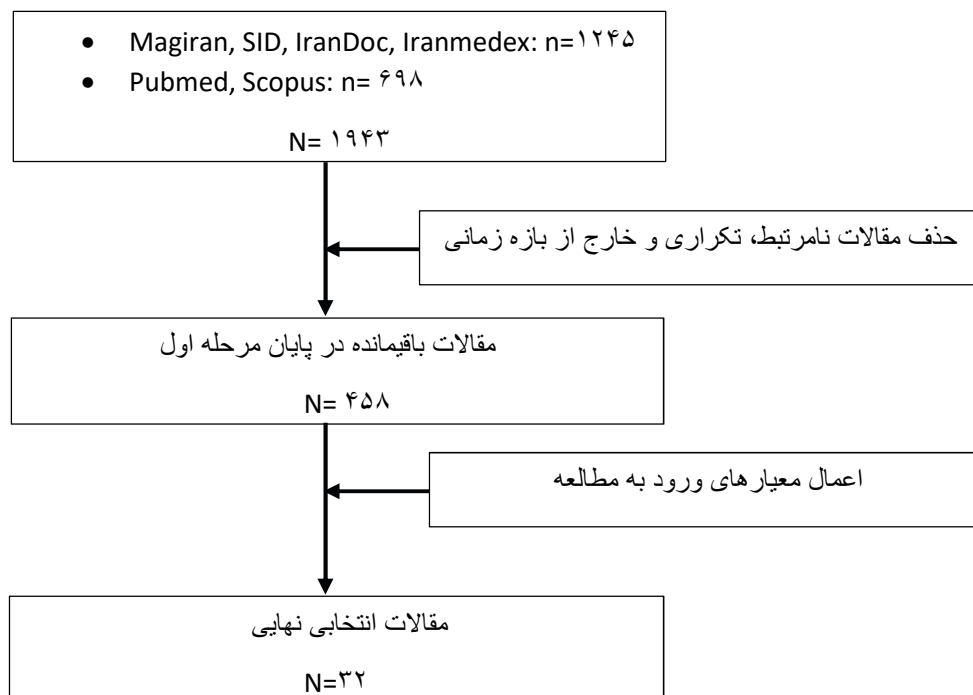 • Magiran, SID, IranDoc, Iranmedex: n=۱۲۴۵
• Pubmed, Scopus: n= ۶۹۸
N= ۱۹۴۳
حذف مقالات نامرتبط، تکراری و خارج از بازه زمانی
مقالات باقیمانده در پایان مرحله اول
N= ۴۵۸
اعمال معیارهای ورود به مطالعه
مقالات انتخابی نهایی
N=۳۲